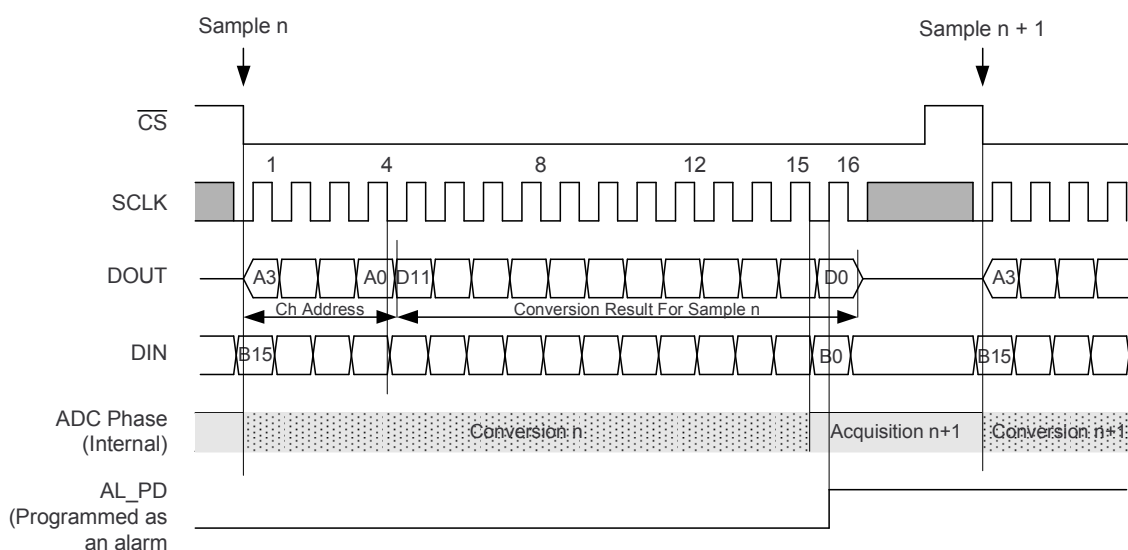 Sample n
Sample n + 1
CS
1 4 8 12 15 16
SCLK
DOUT
A3 A0 D11 D0 A3
Ch Address
Conversion Result For Sample n
DIN
B15 B0 B15
ADC Phase
(Internal)
Conversion n
Acquisition n+1
Conversion n+1
AL_PD
(Programmed as
an alarm